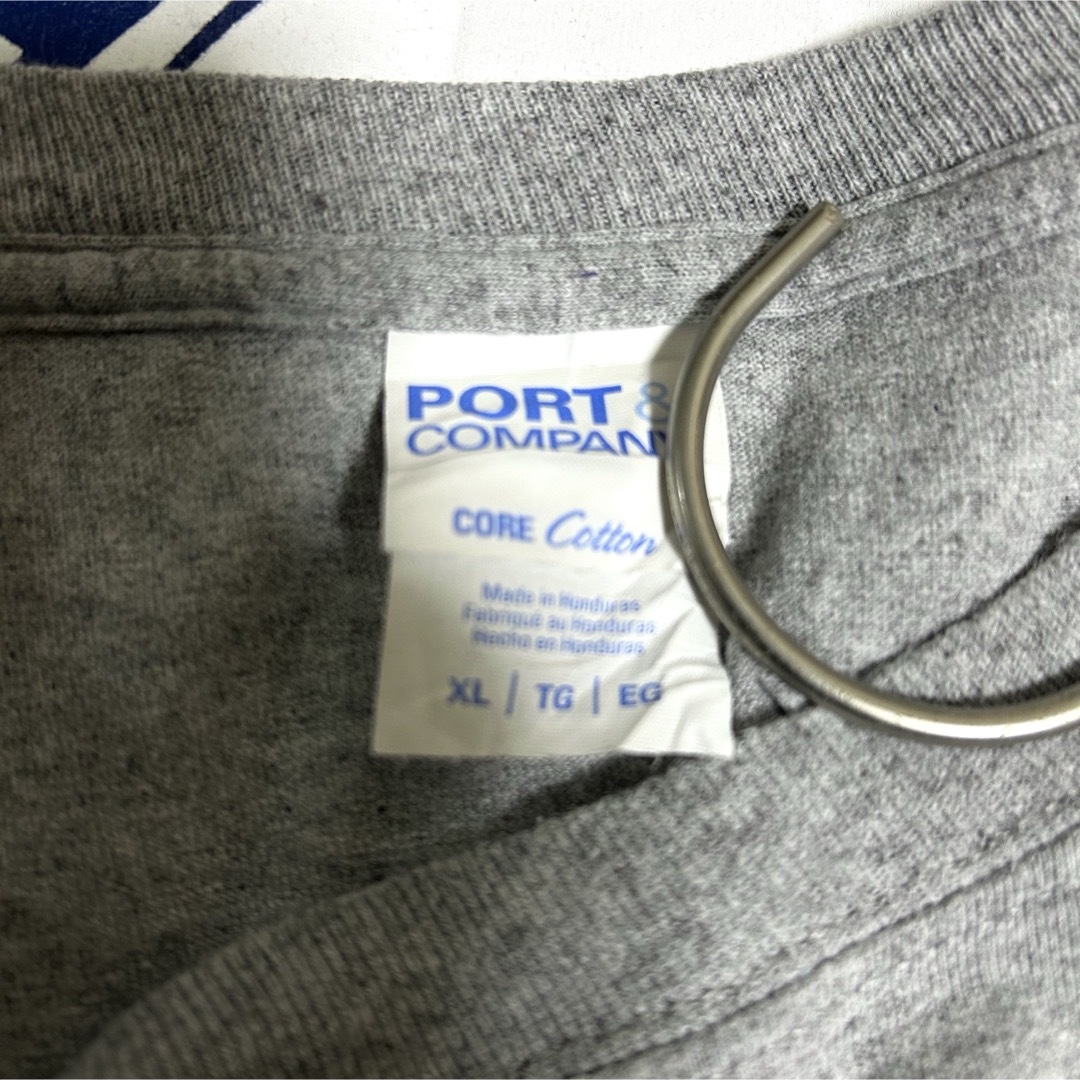 PORT &
COMPANY
CORE Cotton
Made in Honduras
Fabriqué au Honduras
Hecho en Honduras
XL | TG | EG